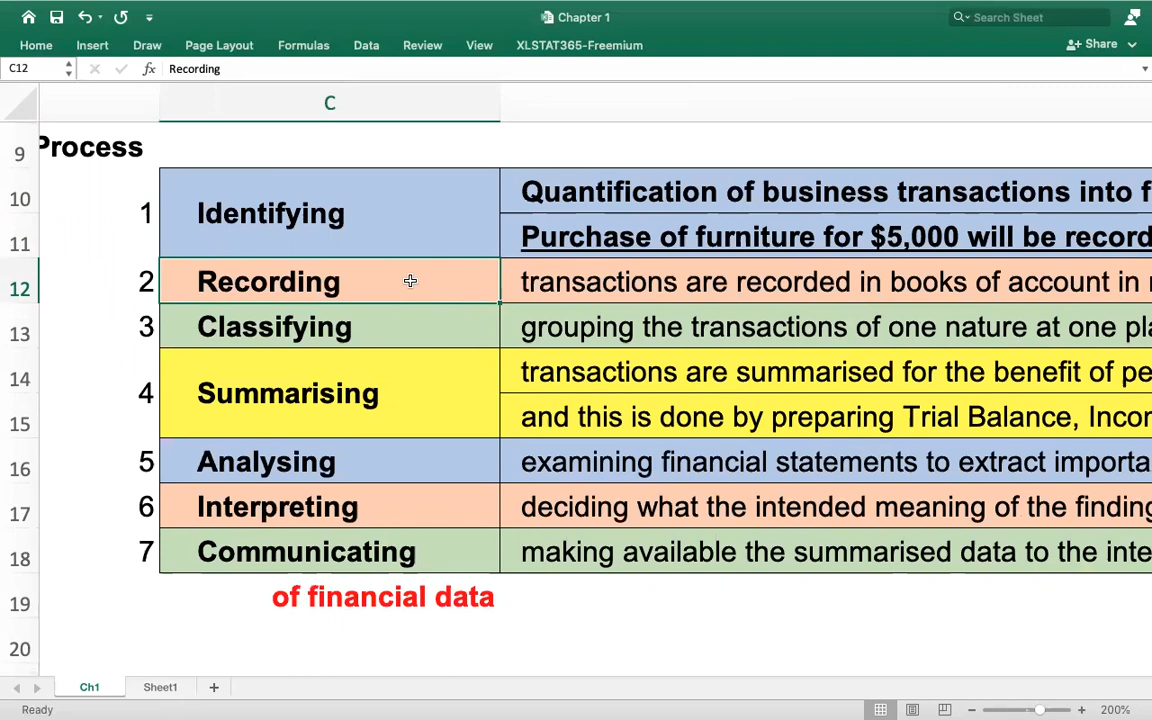 Chapter 1
Search Sheet
Home Insert Draw Page Layout Formulas Data Review View XLSTAT365-Freemium Share
C12 fx Recording
C
9 Process
10 Quantification of business transactions into f
1 Identifying
11 Purchase of furniture for $5,000 will be record
12 2 Recording transactions are recorded in books of account in
13 3 Classifying grouping the transactions of one nature at one pla
14 transactions are summarised for the benefit of pe
4 Summarising
15 and this is done by preparing Trial Balance, Inco
16 5 Analysing examining financial statements to extract importa
17 6 Interpreting deciding what the intended meaning of the finding
18 7 Communicating making available the summarised data to the inte
19 of financial data
20
Ch1 Sheet1
Ready 200%